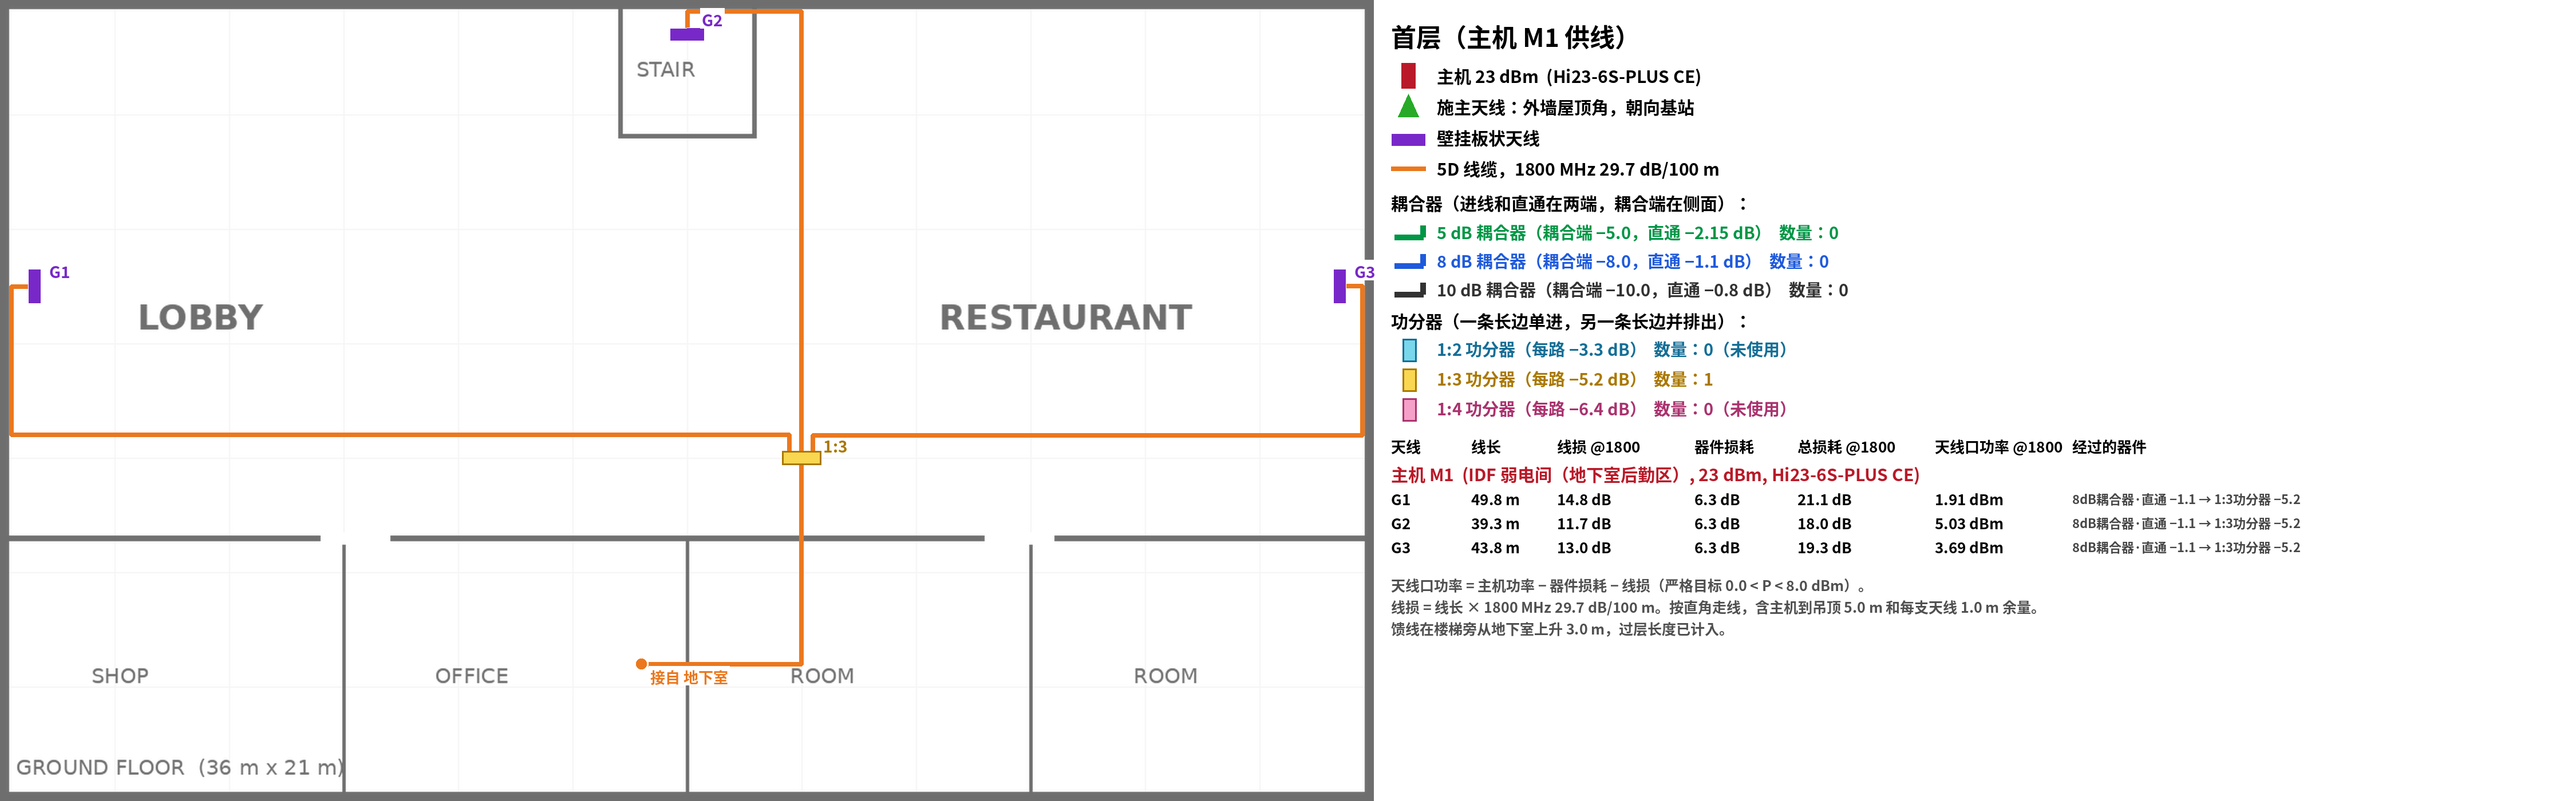 G2
STAIR
G1
G3
LOBBY
RESTAURANT
1:3
SHOP
OFFICE
接自 地下室
ROOM
ROOM
GROUND FLOOR (36 m x 21 m)
首层（主机 M1 供线）
主机 23 dBm (Hi23-6S-PLUS CE)
施主天线：外墙屋顶角，朝向基站
壁挂板状天线
5D 线缆，1800 MHz 29.7 dB/100 m
耦合器（进线和直通在两端，耦合端在侧面）：
5 dB 耦合器（耦合端 −5.0，直通 −2.15 dB） 数量：0
8 dB 耦合器（耦合端 −8.0，直通 −1.1 dB） 数量：0
10 dB 耦合器（耦合端 −10.0，直通 −0.8 dB） 数量：0
功分器（一条长边单进，另一条长边并排出）：
1:2 功分器（每路 −3.3 dB） 数量：0（未使用）
1:3 功分器（每路 −5.2 dB） 数量：1
1:4 功分器（每路 −6.4 dB） 数量：0（未使用）
天线 线长 线损 @1800 器件损耗 总损耗 @1800 天线口功率 @1800 经过的器件
主机 M1 (IDF 弱电间（地下室后勤区）, 23 dBm, Hi23-6S-PLUS CE)
G1 49.8 m 14.8 dB 6.3 dB 21.1 dB 1.91 dBm 8dB耦合器·直通 −1.1 → 1:3功分器 −5.2
G2 39.3 m 11.7 dB 6.3 dB 18.0 dB 5.03 dBm 8dB耦合器·直通 −1.1 → 1:3功分器 −5.2
G3 43.8 m 13.0 dB 6.3 dB 19.3 dB 3.69 dBm 8dB耦合器·直通 −1.1 → 1:3功分器 −5.2
天线口功率 = 主机功率 − 器件损耗 − 线损（严格目标 0.0 < P < 8.0 dBm）。
线损 = 线长 × 1800 MHz 29.7 dB/100 m。按直角走线，含主机到吊顶 5.0 m 和每支天线 1.0 m 余量。
馈线在楼梯旁从地下室上升 3.0 m，过层长度已计入。